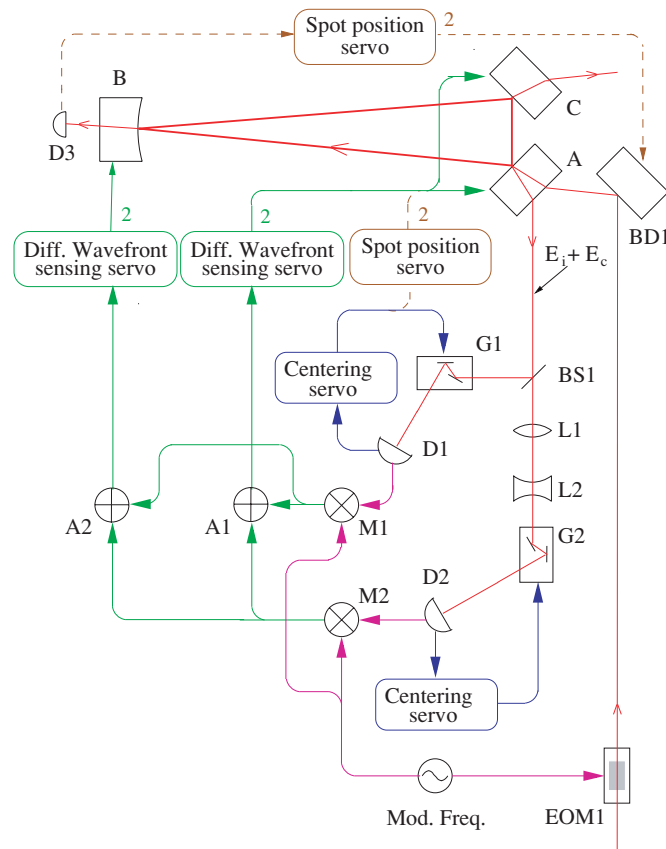 2
Spot position
servo
B
C
D3
A
2
2
2
BD1
Diff. Wavefront
sensing servo
Diff. Wavefront
sensing servo
Spot position
servo
E_i + E_c
G1
Centering
servo
BS1
D1
L1
L2
A2
A1
M1
G2
D2
M2
Centering
servo
Mod. Freq.
EOM1